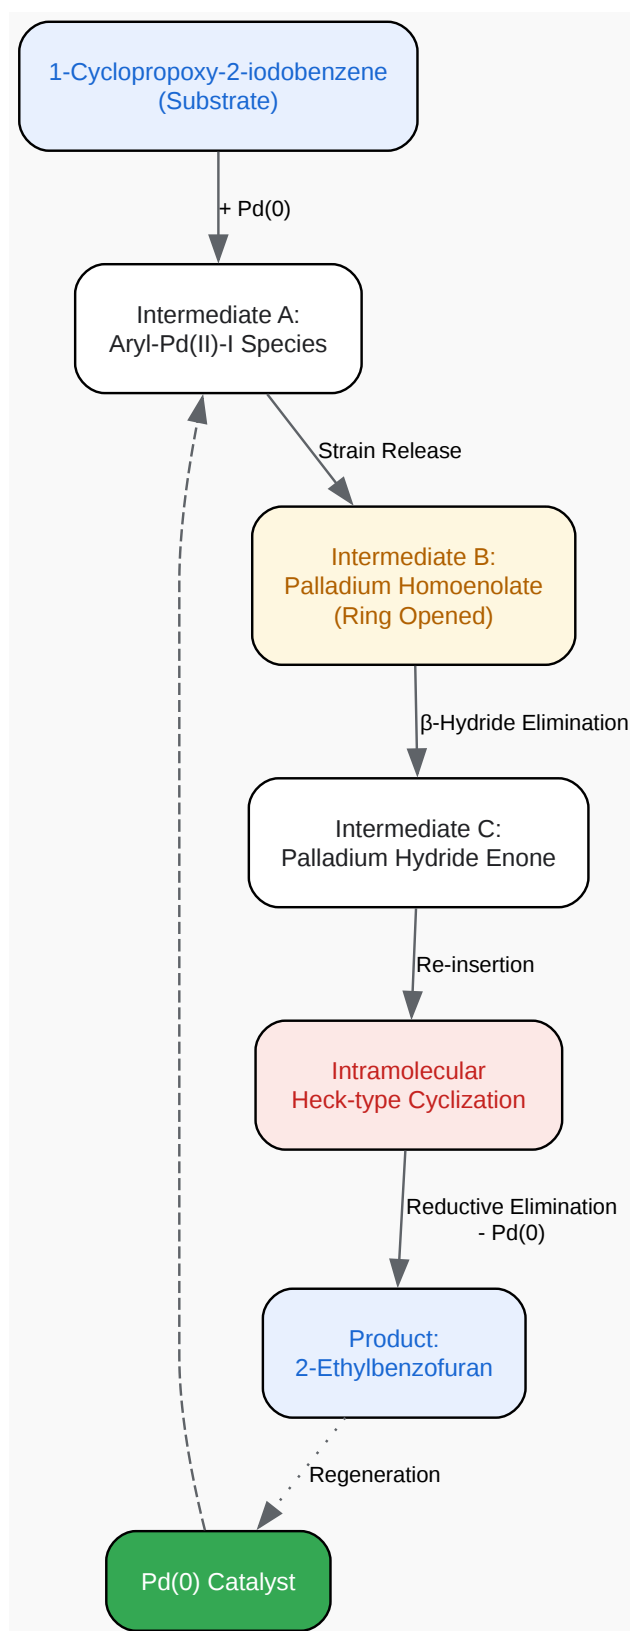 1-Cyclopropoxy-2-iodobenzene
(Substrate)
+ Pd(0)
Intermediate A:
Aryl-Pd(II)-I Species
Strain Release
Intermediate B:
Palladium Homoenolate
(Ring Opened)
β-Hydride Elimination
Intermediate C:
Palladium Hydride Enone
Re-insertion
Intramolecular
Heck-type Cyclization
Reductive Elimination
- Pd(0)
Product:
2-Ethylbenzofuran
Regeneration
Pd(0) Catalyst